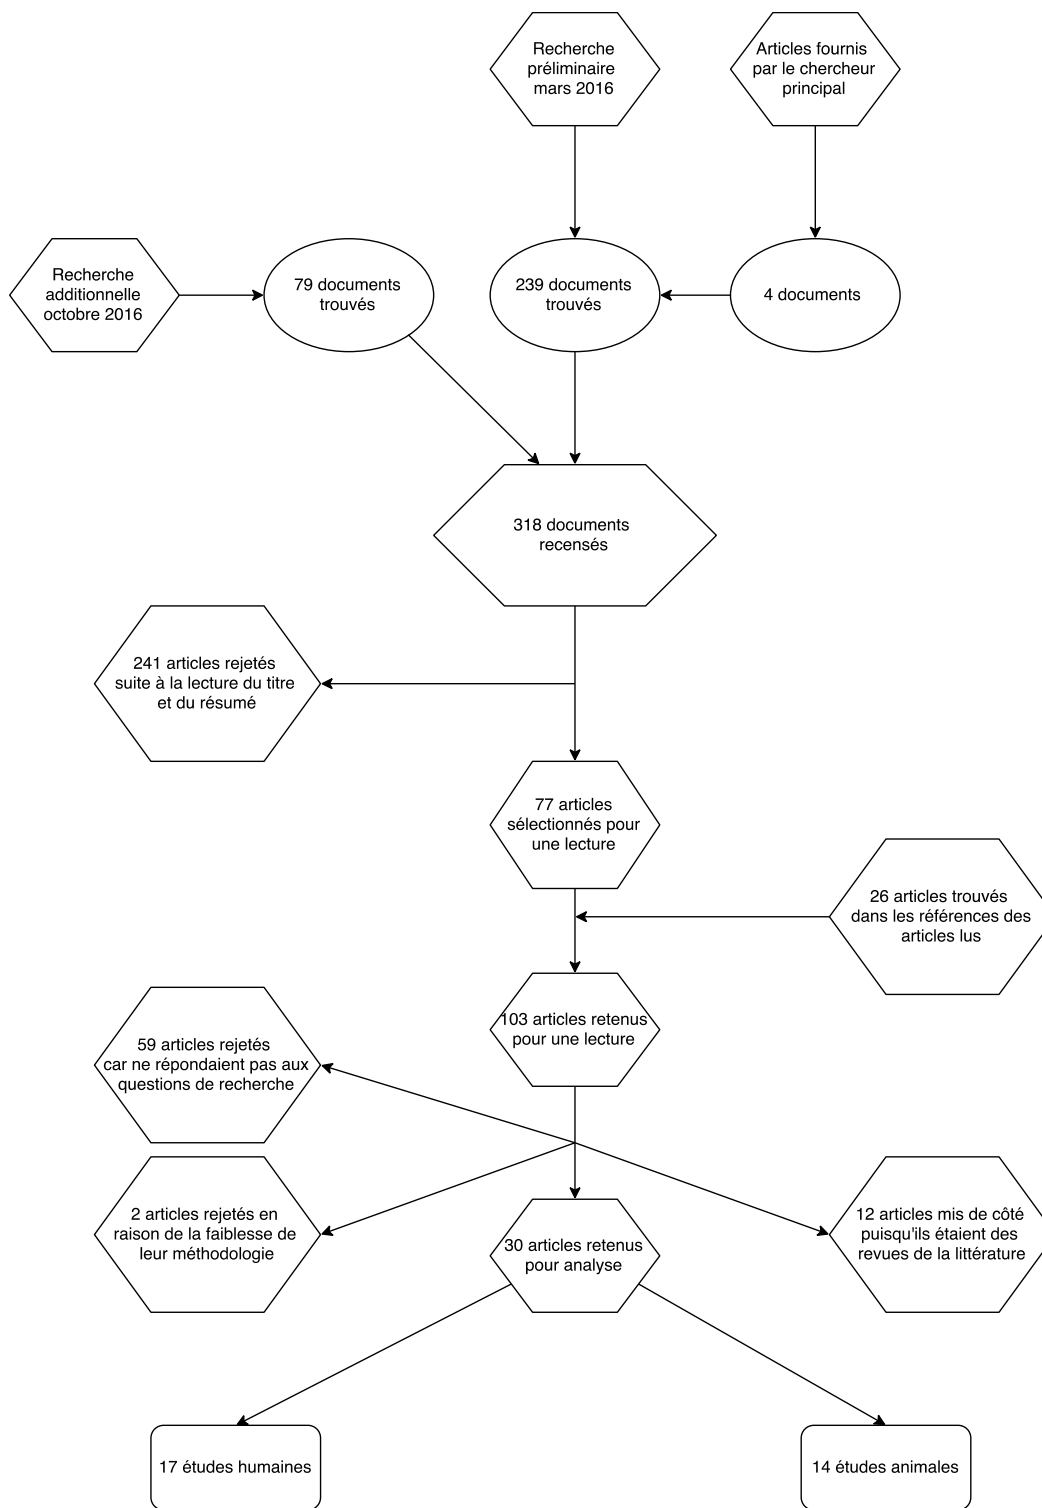 Recherche
préliminaire
mars 2016
Articles fournis
par le chercheur
principal
Recherche
additionnelle
octobre 2016
79 documents
trouvés
239 documents
trouvés
4 documents
318 documents
recensés
241 articles rejetés
suite à la lecture du titre
et du résumé
77 articles
sélectionnés pour
une lecture
26 articles trouvés
dans les références des
articles lus
103 articles retenus
pour une lecture
59 articles rejetés
car ne répondaient pas aux
questions de recherche
2 articles rejetés en
raison de la faiblesse de
leur méthodologie
30 articles retenus
pour analyse
12 articles mis de côté
puisqu'ils étaient des
revues de la littérature
17 études humaines
14 études animales